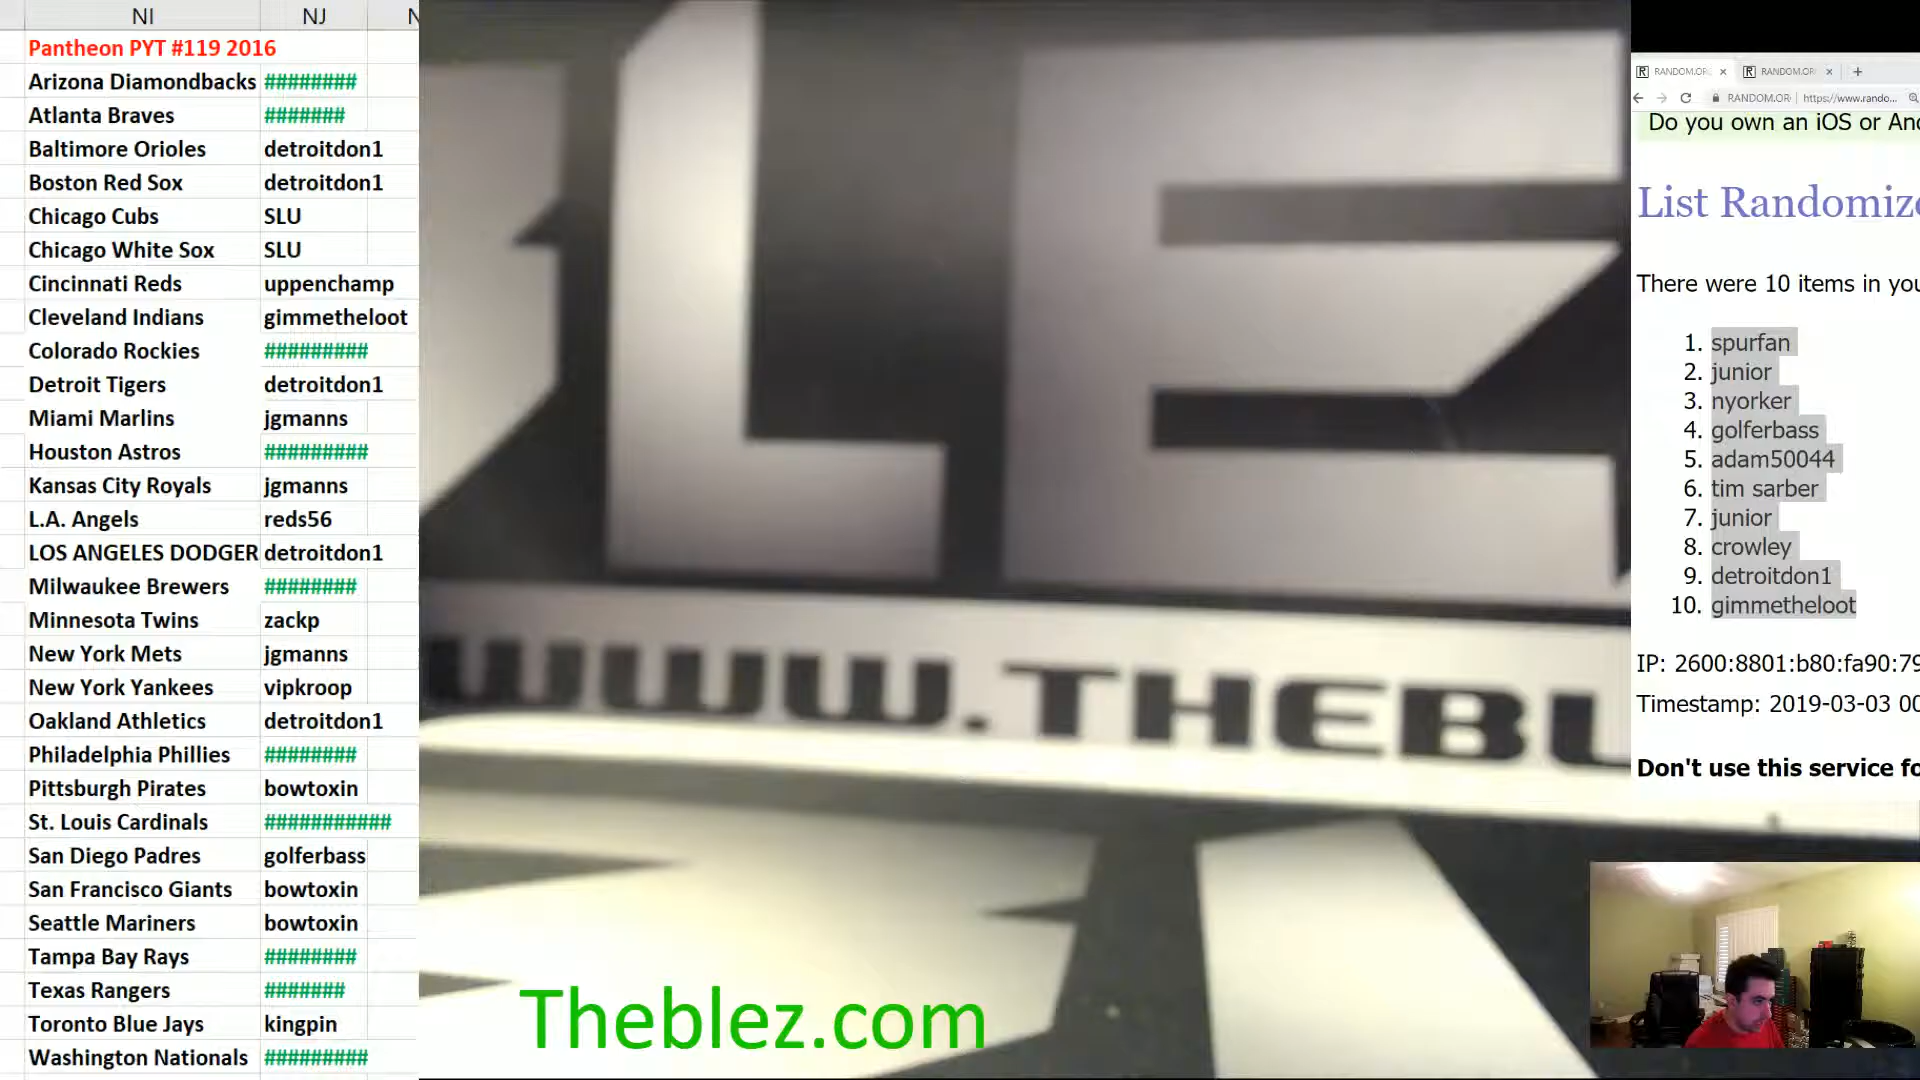 NI NJ N
Pantheon PYT #119 2016
Arizona Diamondbacks ########
Atlanta Braves #######
Baltimore Orioles detroitdon1
Boston Red Sox detroitdon1
Chicago Cubs SLU
Chicago White Sox SLU
Cincinnati Reds uppenchamp
Cleveland Indians gimmetheloot
Colorado Rockies #########
Detroit Tigers detroitdon1
Miami Marlins jgmanns
Houston Astros #########
Kansas City Royals jgmanns
L.A. Angels reds56
LOS ANGELES DODGER detroitdon1
Milwaukee Brewers ########
Minnesota Twins zackp
New York Mets jgmanns
New York Yankees vipkroop
Oakland Athletics detroitdon1
Philadelphia Phillies ########
Pittsburgh Pirates bowtoxin
St. Louis Cardinals ###########
San Diego Padres golferbass
San Francisco Giants bowtoxin
Seattle Mariners bowtoxin
Tampa Bay Rays ########
Texas Rangers #######
Toronto Blue Jays kingpin
Washington Nationals #########
LE
WWW.THEBL
Theblez.com
RANDOM.OR × RANDOM.OR × +
RANDOM.OR https://www.rando...
Do you own an iOS or And
List Randomize
There were 10 items in you
1. spurfan
2. junior
3. nyorker
4. golferbass
5. adam50044
6. tim sarber
7. junior
8. crowley
9. detroitdon1
10. gimmetheloot
IP: 2600:8801:b80:fa90:79
Timestamp: 2019-03-03 00
Don't use this service fo